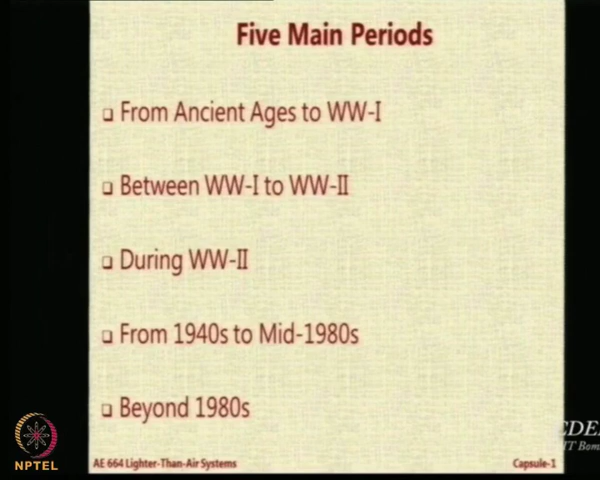 Five Main Periods
❑ From Ancient Ages to WW-I
❑ Between WW-I to WW-II
❑ During WW-II
❑ From 1940s to Mid-1980s
❑ Beyond 1980s
NPTEL
AE 664 Lighter-Than-Air Systems
Capsule-1